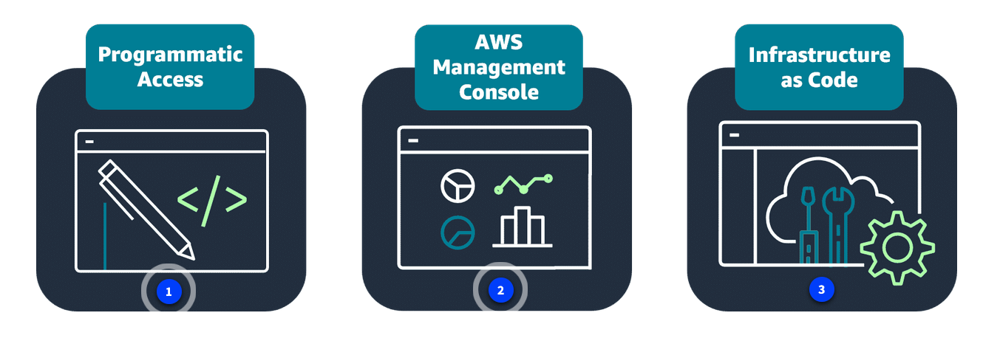 Programmatic
Access
AWS
Management
Console
Infrastructure
as Code
</>
1
2
3